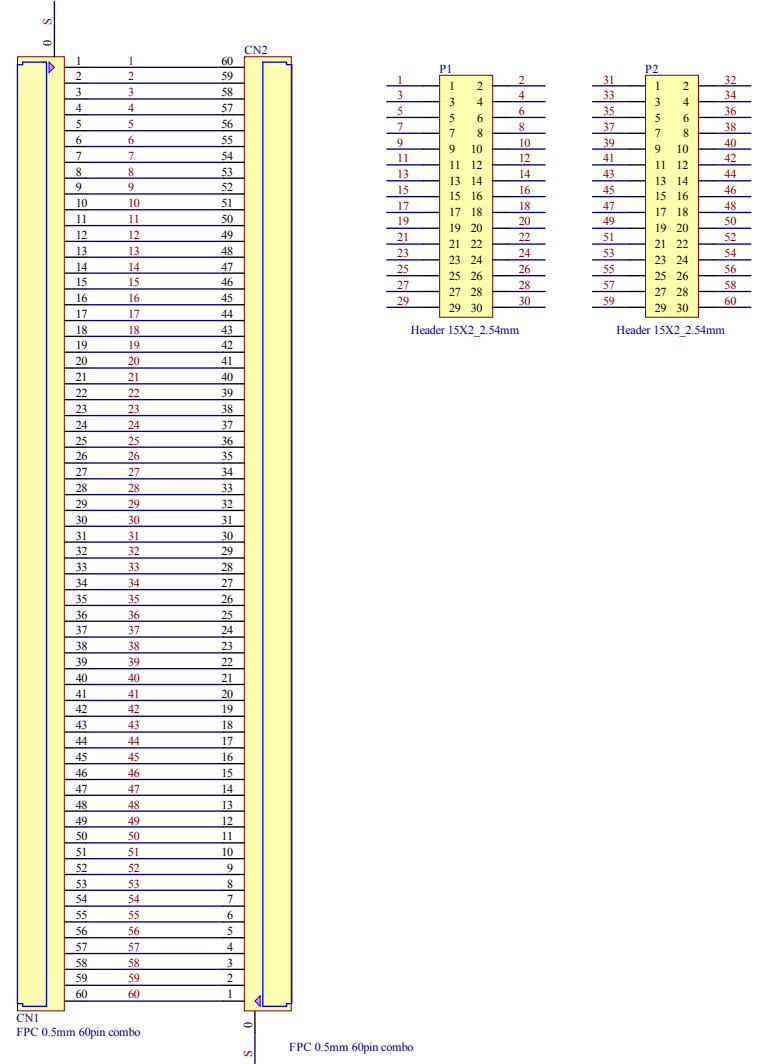 S
0
CN2
1 1 60
2 2 59
3 3 58
4 4 57
5 5 56
6 6 55
7 7 54
8 8 53
9 9 52
10 10 51
11 11 50
12 12 49
13 13 48
14 14 47
15 15 46
16 16 45
17 17 44
18 18 43
19 19 42
20 20 41
21 21 40
22 22 39
23 23 38
24 24 37
25 25 36
26 26 35
27 27 34
28 28 33
29 29 32
30 30 31
31 31 30
32 32 29
33 33 28
34 34 27
35 35 26
36 36 25
37 37 24
38 38 23
39 39 22
40 40 21
41 41 20
42 42 19
43 43 18
44 44 17
45 45 16
46 46 15
47 47 14
48 48 13
49 49 12
50 50 11
51 51 10
52 52 9
53 53 8
54 54 7
55 55 6
56 56 5
57 57 4
58 58 3
59 59 2
60 60 1
CN1
FPC 0.5mm 60pin combo
0
S
FPC 0.5mm 60pin combo
P1
1 1 2 2
3 3 4 4
5 5 6 6
7 7 8 8
9 9 10 10
11 11 12 12
13 13 14 14
15 15 16 16
17 17 18 18
19 19 20 20
21 21 22 22
23 23 24 24
25 25 26 26
27 27 28 28
29 29 30 30
Header 15X2_2.54mm
P2
31 1 2 32
33 3 4 34
35 5 6 36
37 7 8 38
39 9 10 40
41 11 12 42
43 13 14 44
45 15 16 46
47 17 18 48
49 19 20 50
51 21 22 52
53 23 24 54
55 25 26 56
57 27 28 58
59 29 30 60
Header 15X2_2.54mm